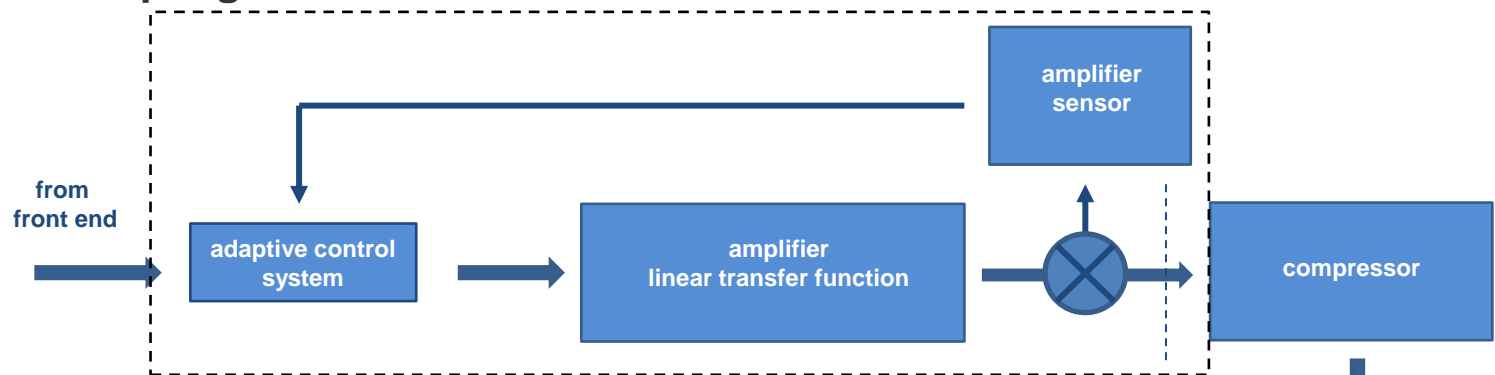 amplifier
sensor
from
front end
adaptive control
system
amplifier
linear transfer function
compressor